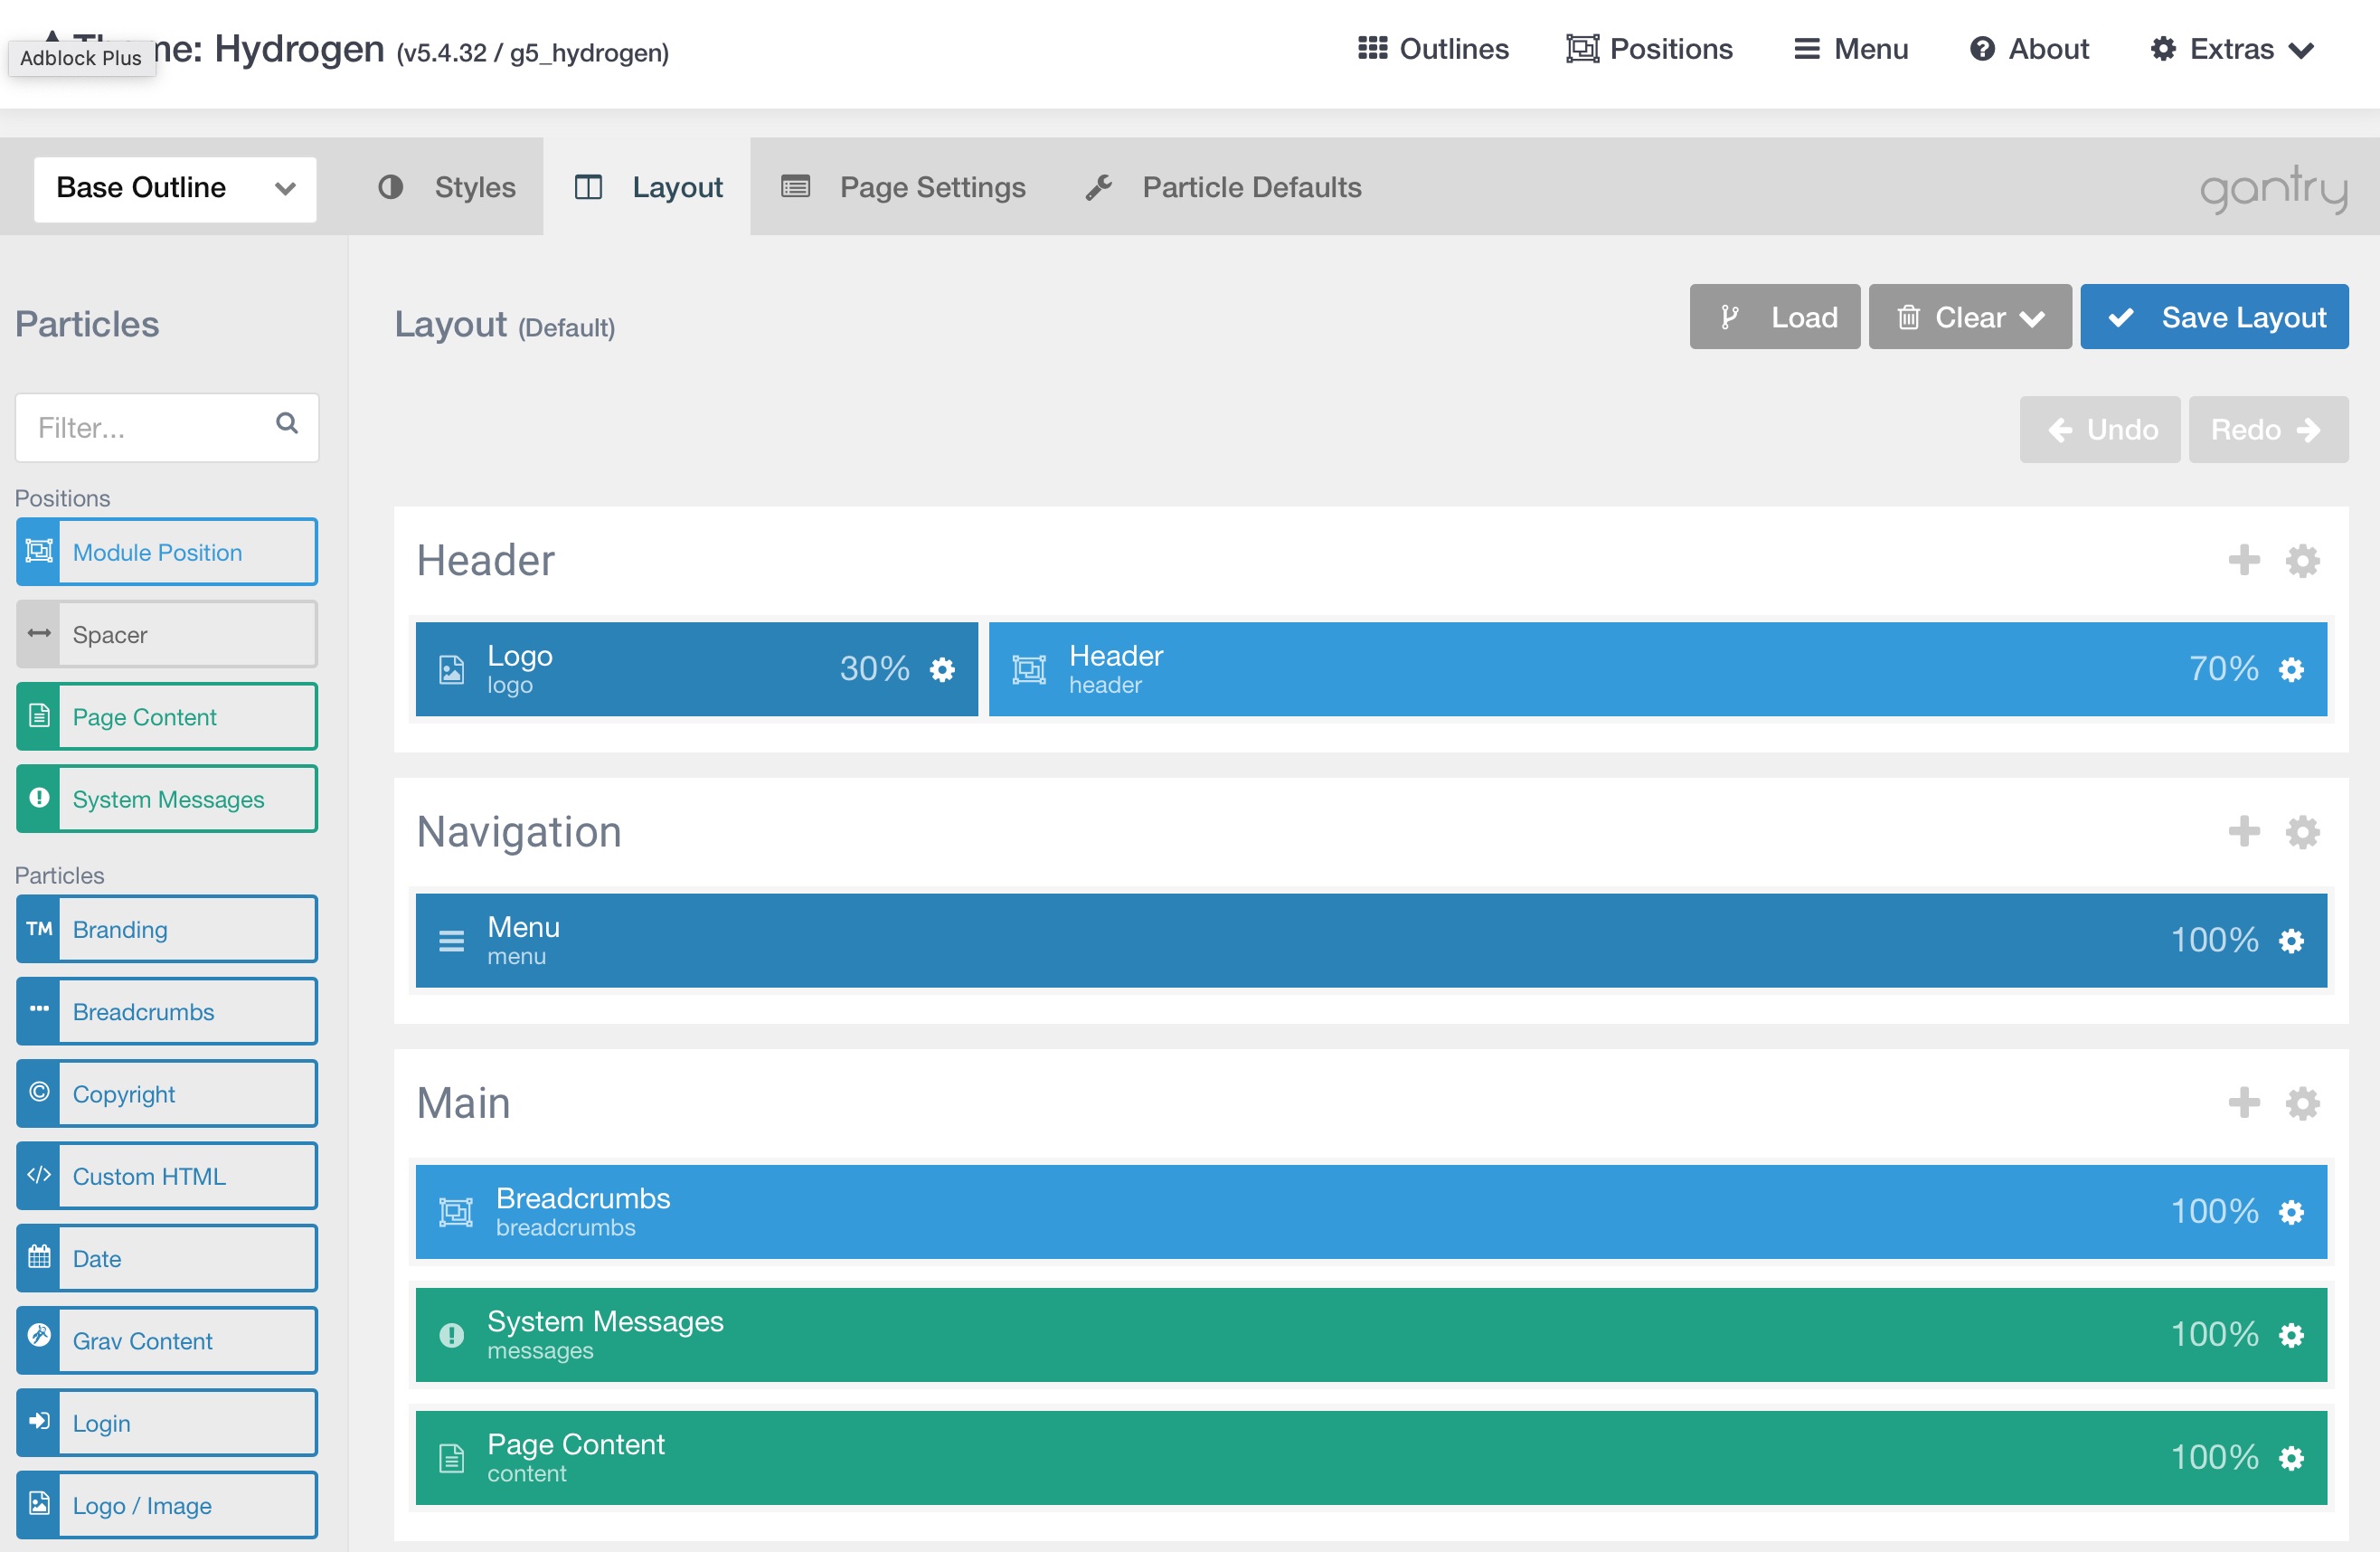 Adblock Plus
Theme: Hydrogen (v5.4.32 / g5_hydrogen)
Outlines
Positions
Menu
About
Extras
Base Outline
Styles
Layout
Page Settings
Particle Defaults
gantry
Particles
Layout (Default)
Load
Clear
Save Layout
Filter...
Undo
Redo
Positions
Module Position
Spacer
Page Content
System Messages
Particles
TM Branding
Breadcrumbs
Copyright
Custom HTML
Date
Grav Content
Login
Logo / Image
Header
Logo
logo
30%
Header
header
70%
Navigation
Menu
menu
100%
Main
Breadcrumbs
breadcrumbs
100%
System Messages
messages
100%
Page Content
content
100%